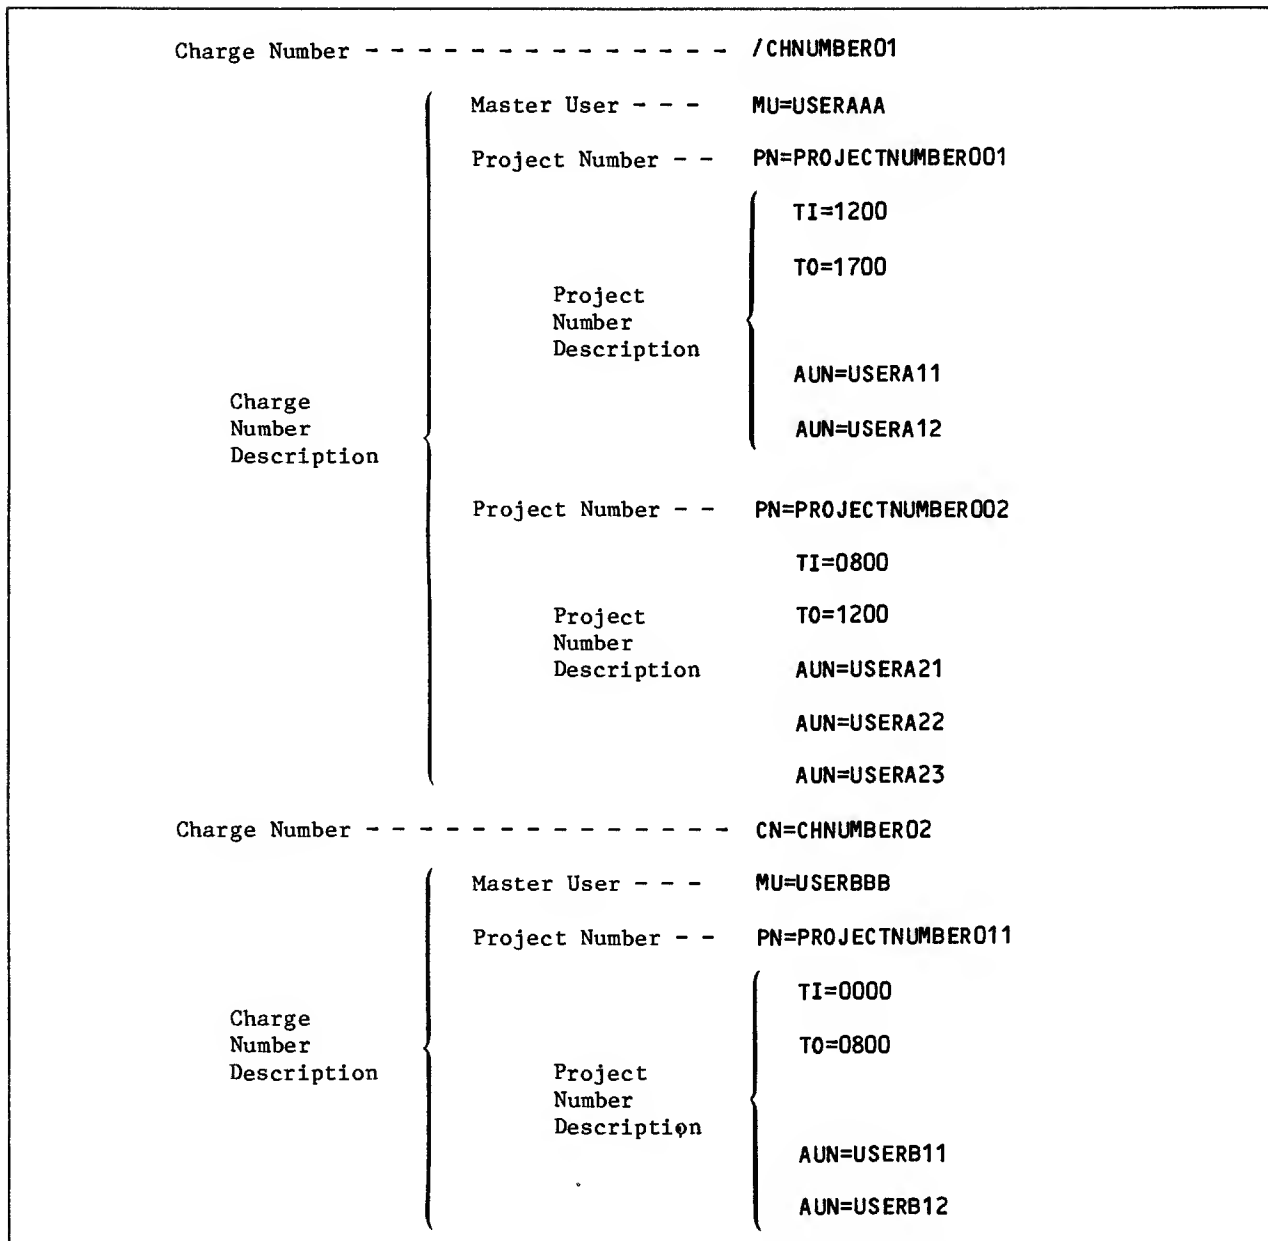 Charge Number - - - - - - - - - - - - - - /CHNUMBER01
Master User - - - MU=USERAAA
Project Number - - PN=PROJECTNUMBER001
TI=1200
TO=1700
Project
Number
Description
AUN=USERA11
Charge
Number
Description
AUN=USERA12
Project Number - - PN=PROJECTNUMBER002
TI=0800
Project
Number
Description
TO=1200
AUN=USERA21
AUN=USERA22
AUN=USERA23
Charge Number - - - - - - - - - - - - - - CN=CHNUMBER02
Master User - - - MU=USERBBB
Project Number - - PN=PROJECTNUMBER011
TI=0000
Charge
Number
Description
TO=0800
Project
Number
Description
AUN=USERB11
AUN=USERB12